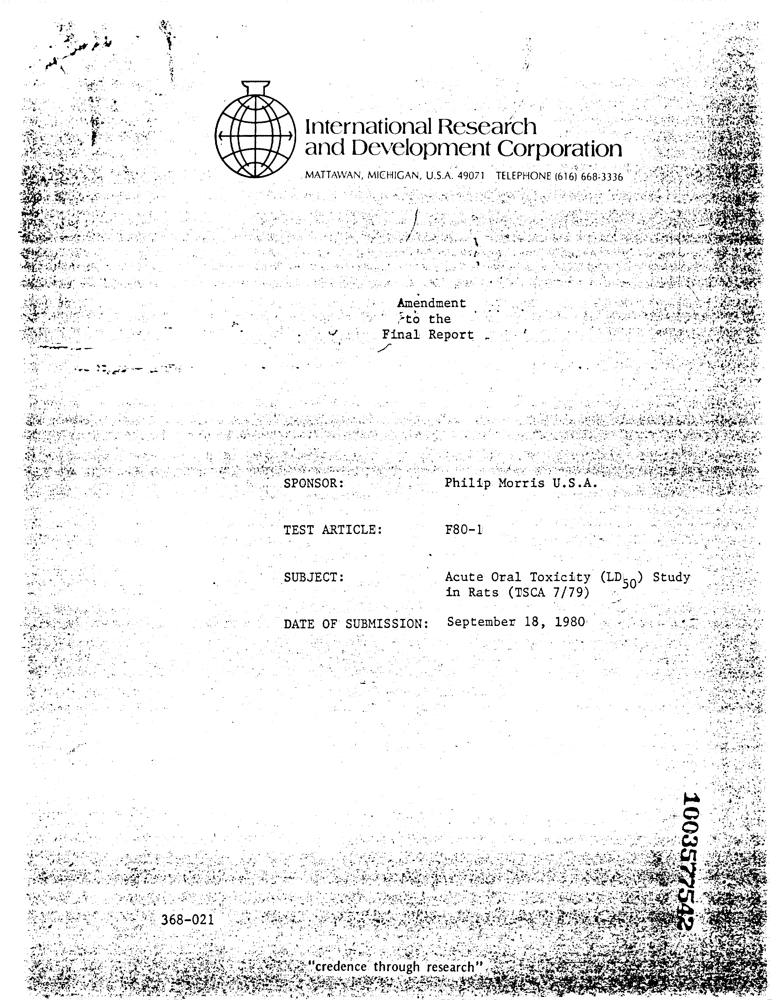 International Research
and Development Corporation
MATTAWAN, MICHIGAN, U.S.A. 49071 TELEPHONE (616) 668-3336
Amendment
to the
Final Report
SPONSOR: Philip Morris U.S.A.
TEST ARTICLE: F80-1
SUBJECT: Acute Oral Toxicity (LD50) Study
in Rats (TSCA 7/79)
DATE OF SUBMISSION: September 18, 1980
1003577542
368-021
"credence through research"